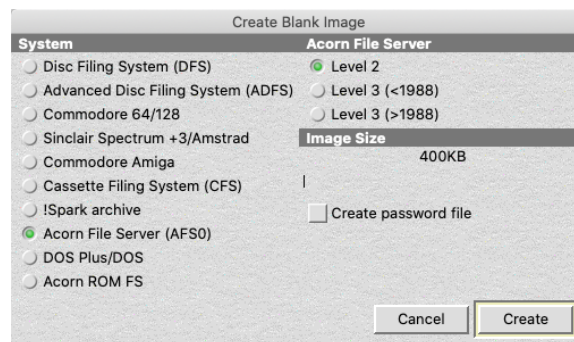 Create Blank Image
System
Disc Filing System (DFS)
Advanced Disc Filing System (ADFS)
Commodore 64/128
Sinclair Spectrum +3/Amstrad
Commodore Amiga
Cassette Filing System (CFS)
!Spark archive
Acorn File Server (AFS0)
DOS Plus/DOS
Acorn ROM FS
Acorn File Server
Level 2
Level 3 (<1988)
Level 3 (>1988)
Image Size
400KB
Create password file
Cancel
Create